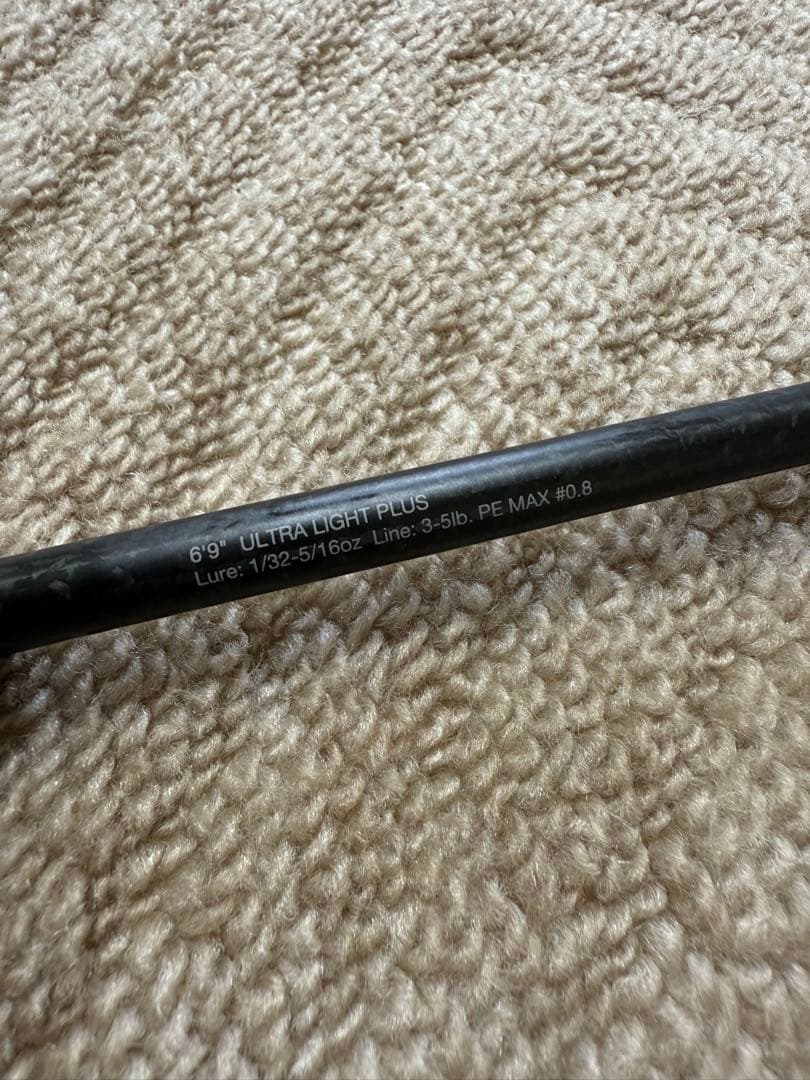 6'9" ULTRA LIGHT PLUS
Lure: 1/32-5/16oz Line: 3-5lb. PE MAX #0.8